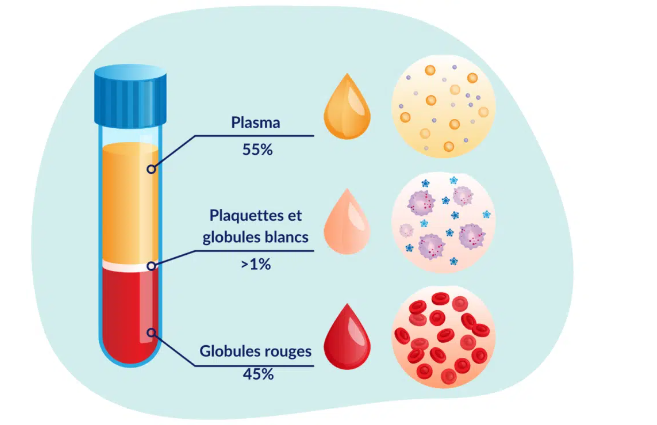 Plasma
55%
Plaquettes et
globules blancs
>1%
Globules rouges
45%